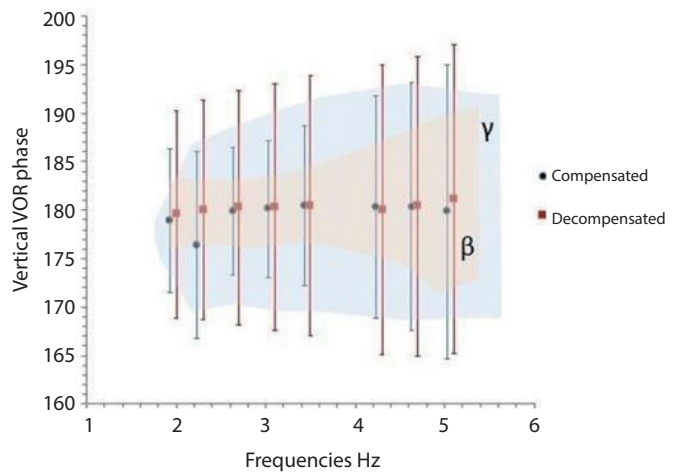 200
195
190
185
180
175
170
165
160
Vertical VOR phase
γ
β
Compensated
Decompensated
1 2 3 4 5 6
Frequencies Hz